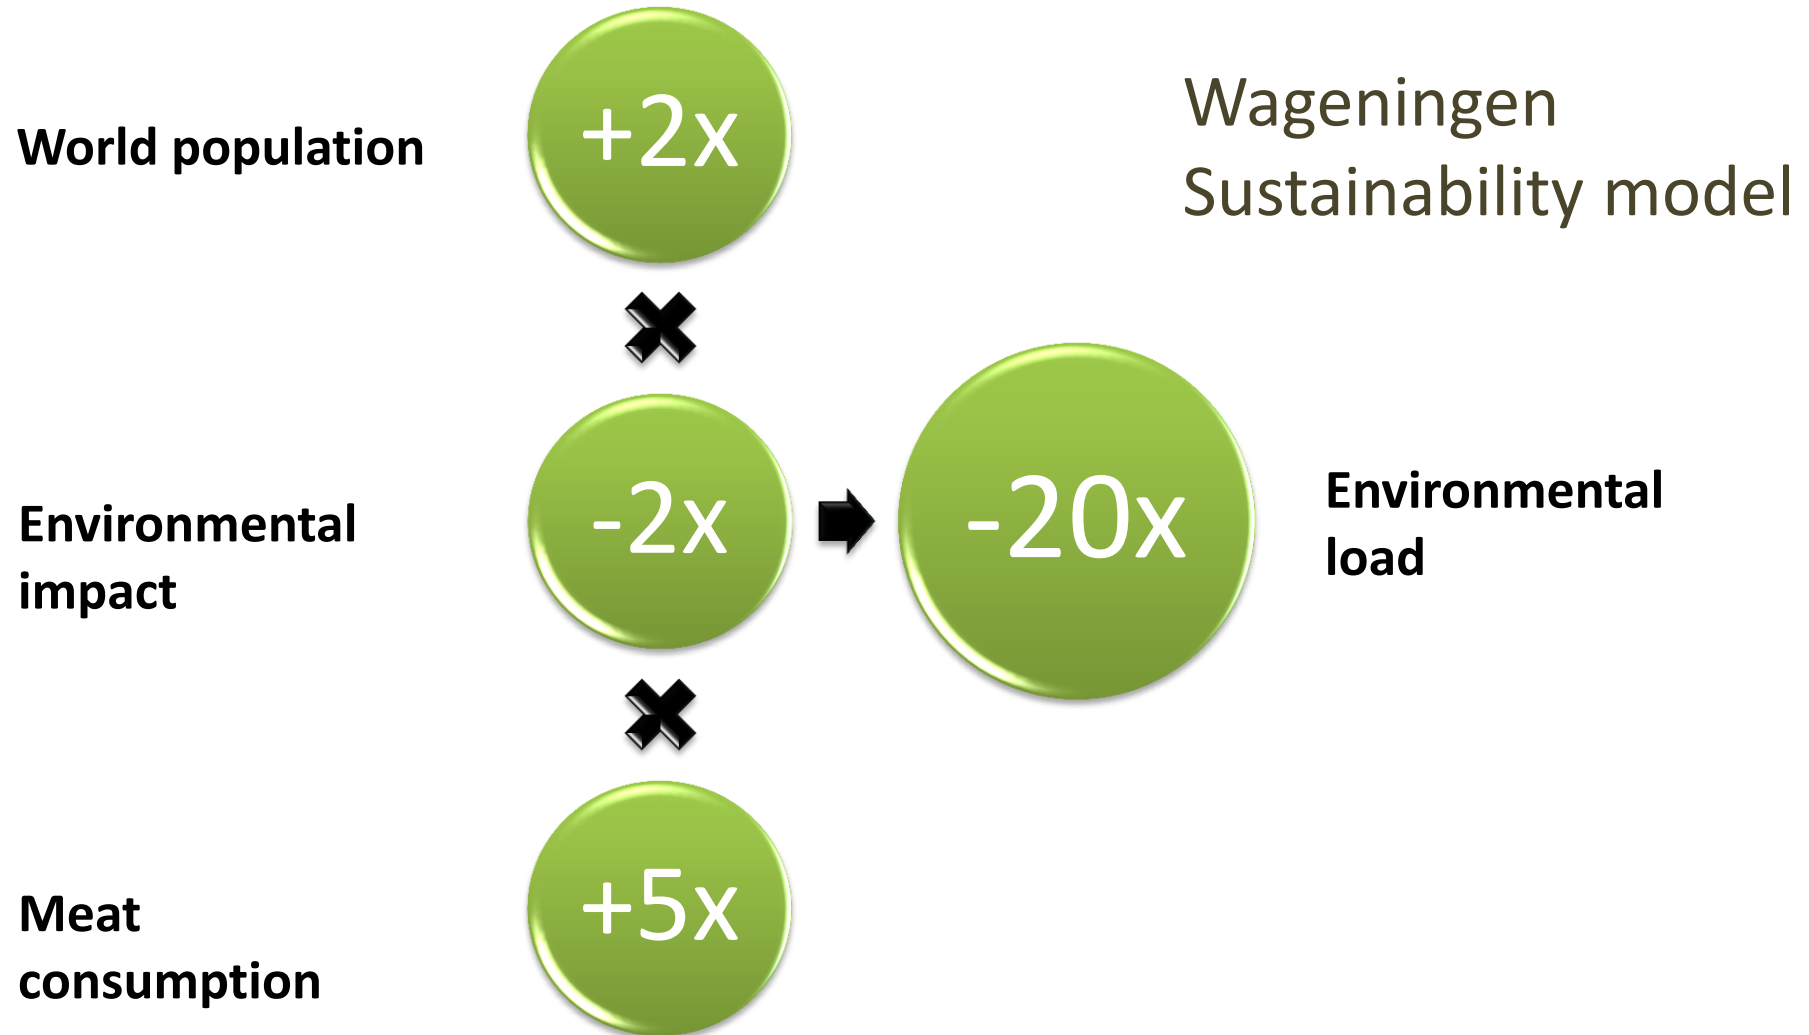 Wageningen
Sustainability model
World population
+2x
Environmental
impact
-2x
-20x
Environmental
load
Meat
consumption
+5x